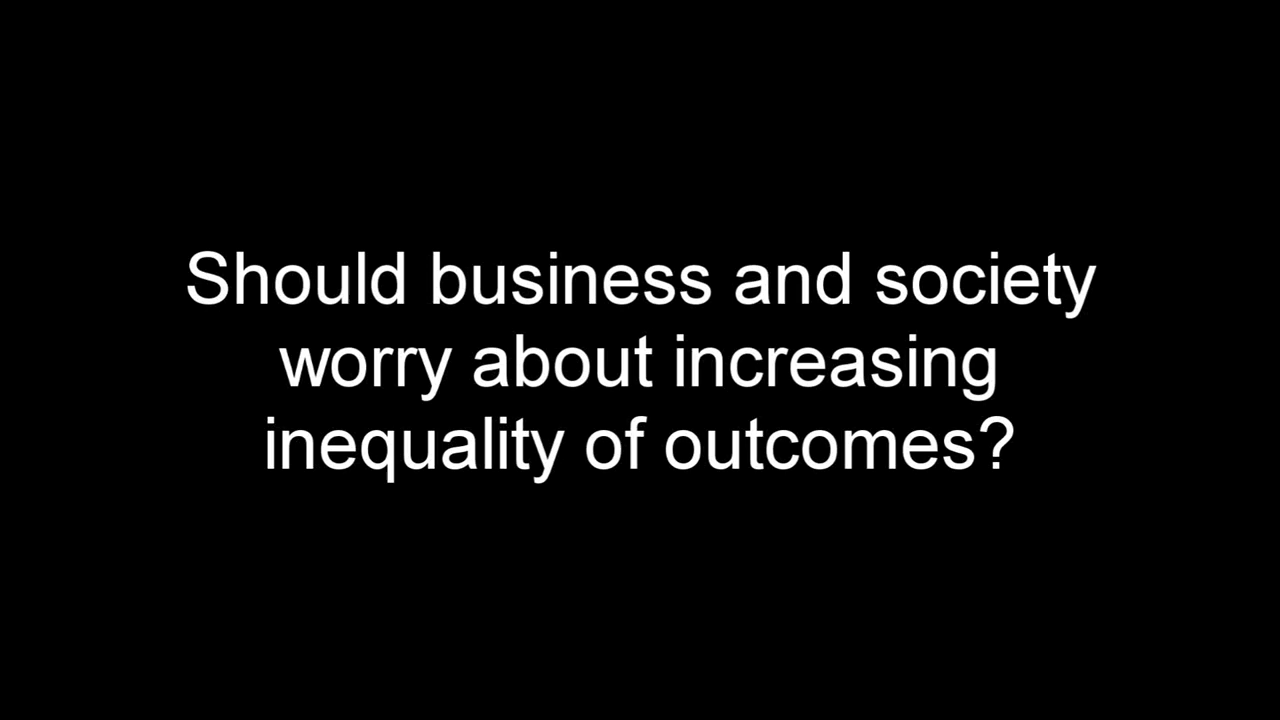 Should business and society
worry about increasing
inequality of outcomes?